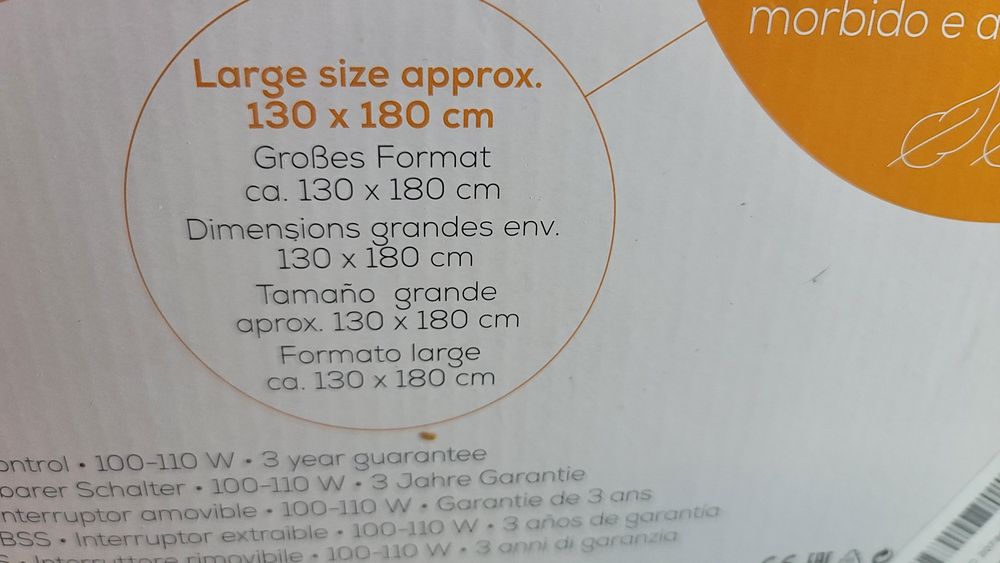 morbido e
Large size approx.
130 x 180 cm
Großes Format
ca. 130 x 180 cm
Dimensions grandes env.
130 x 180 cm
Tamaño grande
aprox. 130 x 180 cm
Formato large
ca. 130 x 180 cm
ontrol • 100-110 W • 3 year guarantee
barer Schalter • 100-110 W • 3 Jahre Garantie
nterruptor amovible • 100-110 W • Garantie de 3 ans
BSS • Interruptor extraíble • 100-110 W • 3 años de garantía
Interruttore rimovibile • 100-110 W • 3 anni di garanzia